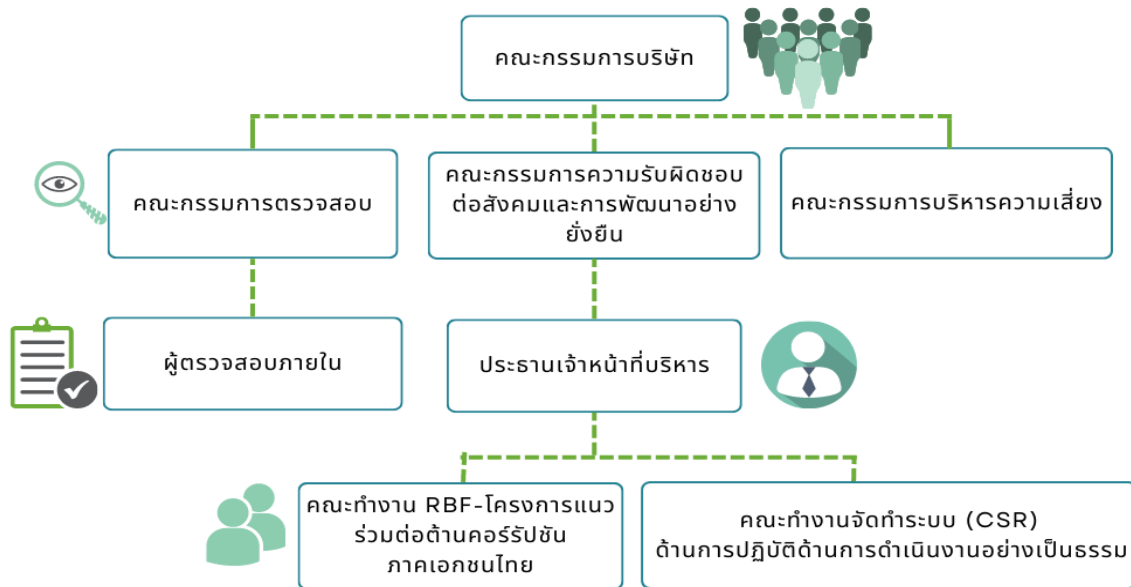 คณะกรรมการบริษัท
คณะกรรมการตรวจสอบ
คณะกรรมการความรับผิดชอบ
ต่อสังคมและการพัฒนาอย่าง
ยั่งยืน
คณะกรรมการบริหารความเสี่ยง
ผู้ตรวจสอบภายใน
ประธานเจ้าหน้าที่บริหาร
คณะทำงาน RBF-โครงการแนว
ร่วมต่อต้านคอร์รัปชัน
ภาคเอกชนไทย
คณะทำงานจัดทำระบบ (CSR)
ด้านการปฏิบัติด้านการดำเนินงานอย่างเป็นธรรม